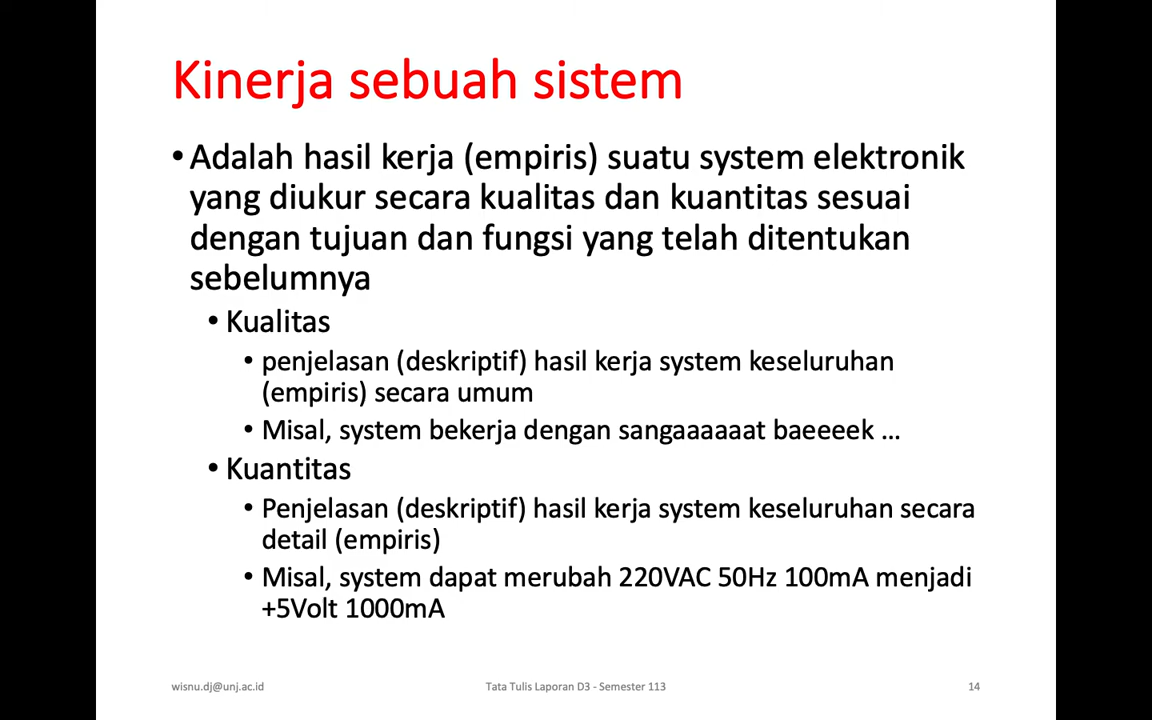 Kinerja sebuah sistem
• Adalah hasil kerja (empiris) suatu system elektronik
yang diukur secara kualitas dan kuantitas sesuai
dengan tujuan dan fungsi yang telah ditentukan
sebelumnya
• Kualitas
• penjelasan (deskriptif) hasil kerja system keseluruhan
(empiris) secara umum
• Misal, system bekerja dengan sangaaaaaat baeeeek ...
• Kuantitas
• Penjelasan (deskriptif) hasil kerja system keseluruhan secara
detail (empiris)
• Misal, system dapat merubah 220VAC 50Hz 100mA menjadi
+5Volt 1000mA
wisnu.dj@unj.ac.id
Tata Tulis Laporan D3 - Semester 113
14